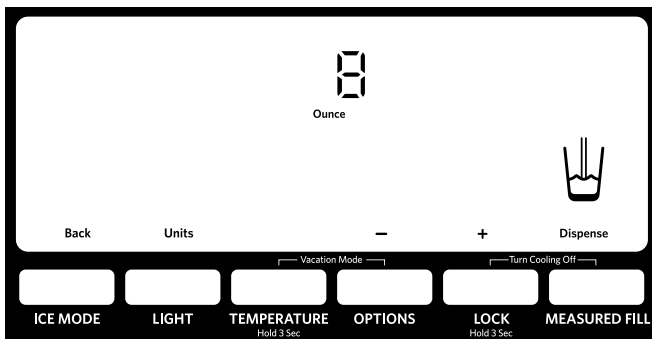 8
Ounce
Back Units − + Dispense
Vacation Mode Turn Cooling Off
ICE MODE LIGHT TEMPERATURE OPTIONS LOCK MEASURED FILL
Hold 3 Sec Hold 3 Sec